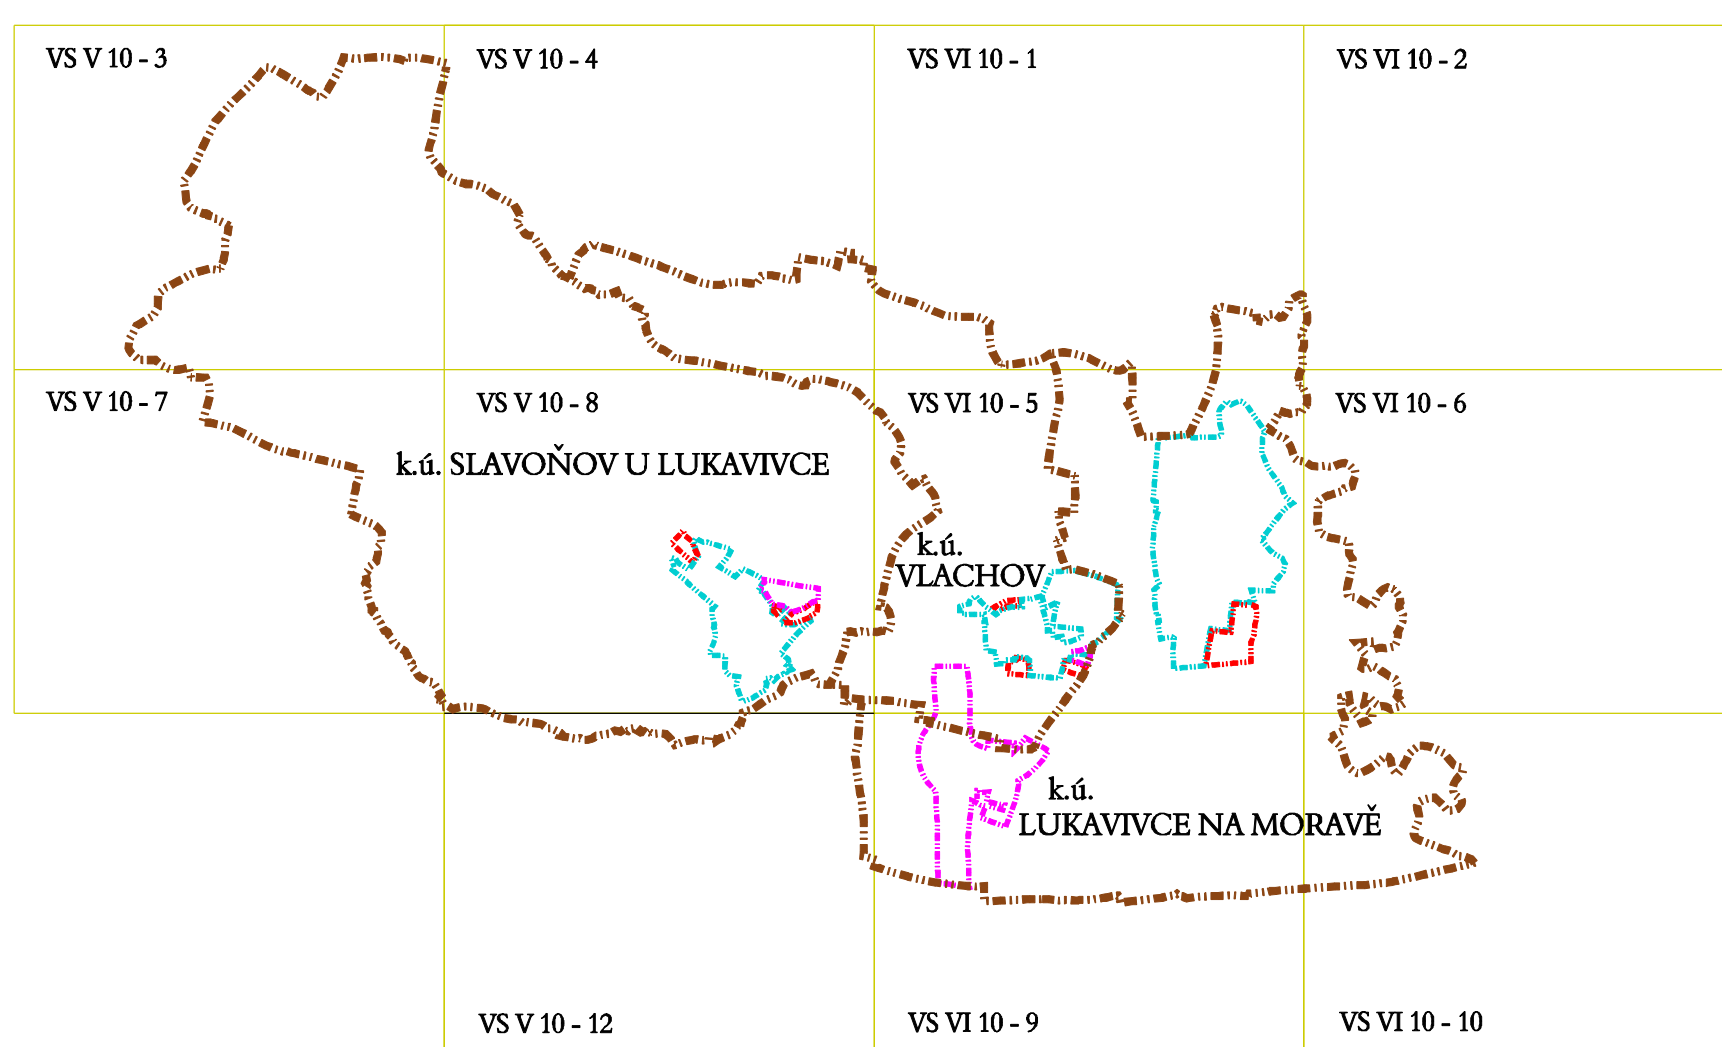 VS V 10 - 3
VS V 10 - 4
VS VI 10 - 1
VS VI 10 - 2
VS V 10 - 7
VS V 10 - 8
VS VI 10 - 5
VS VI 10 - 6
k.ú. SLAVOŇOV U LUKAVIVCE
k.ú.
VLACHOV
k.ú.
LUKAVIVCE NA MORAVĚ
VS V 10 - 12
VS VI 10 - 9
VS VI 10 - 10